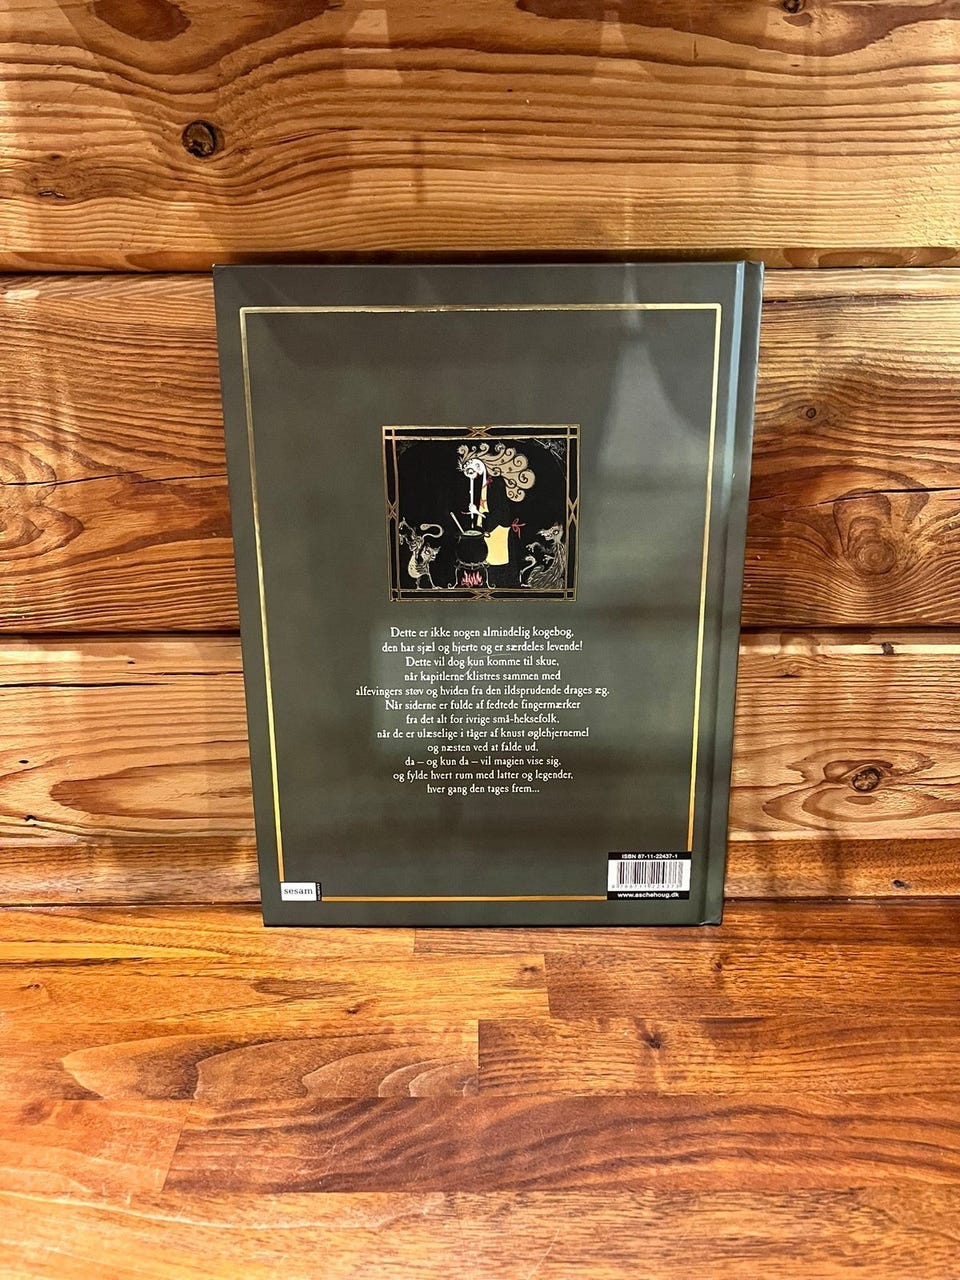 Dette er ikke nogen almindelig kogebog,
den har sjæl og hjerte og er særdeles levende!
Dette vil dog kun komme til skue,
når kapitlerne klistres sammen med
alfevingers støv og hviden fra den ildsprudende drages æg.
Når siderne er fulde af fedtede fingermærker
fra det alt for ivrige små-heksefolk,
når de er ulæselige i tåger af knust øglehjernemel
og næsten ved at falde ud,
da – og kun da – vil magien vise sig,
og fylde hvert rum med latter og legender,
hver gang den tages frem...
sesam
ISBN 87-11-22437-1
www.aschehoug.dk